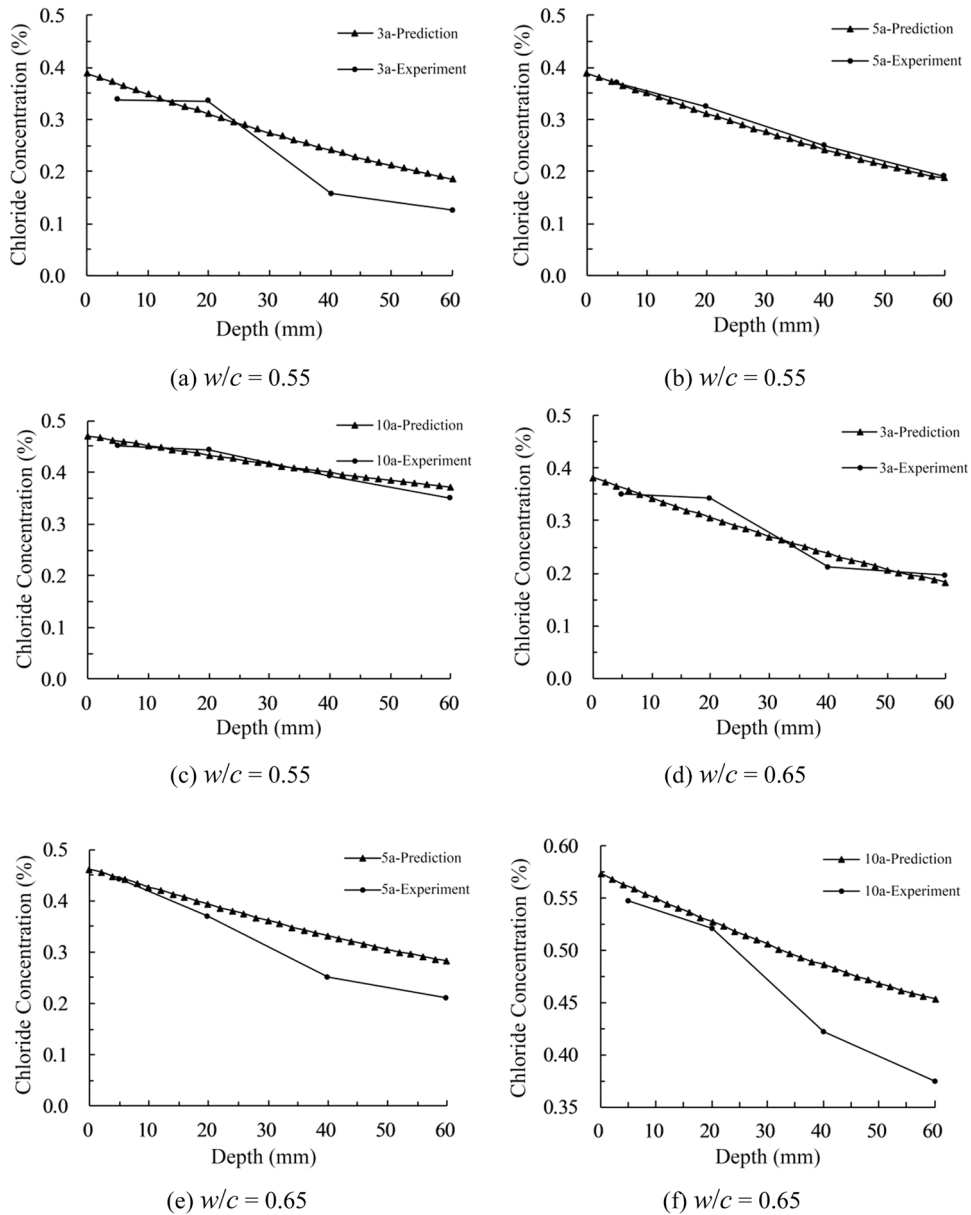 0.5
0.4
0.3
0.2
0.1
0.0
Chloride Concentration (%)
3a-Prediction
3a-Experiment
0 10 20 30 40 50 60
Depth (mm)
(a) w/c = 0.55
0.5
0.4
0.3
0.2
0.1
0.0
Chloride Concentration (%)
5a-Prediction
5a-Experiment
0 10 20 30 40 50 60
Depth (mm)
(b) w/c = 0.55
0.5
0.4
0.3
0.2
0.1
0.0
Chloride Concentration (%)
10a-Prediction
10a-Experiment
0 10 20 30 40 50 60
Depth (mm)
(c) w/c = 0.55
0.5
0.4
0.3
0.2
0.1
0.0
Chloride Concentration (%)
3a-Prediction
3a-Experiment
0 10 20 30 40 50 60
Depth (mm)
(d) w/c = 0.65
0.5
0.4
0.3
0.2
0.1
0.0
Chloride Concentration (%)
5a-Prediction
5a-Experiment
0 10 20 30 40 50 60
Depth (mm)
(e) w/c = 0.65
0.60
0.55
0.50
0.45
0.40
0.35
Chloride Concentration (%)
10a-Prediction
10a-Experiment
0 10 20 30 40 50 60
Depth (mm)
(f) w/c = 0.65